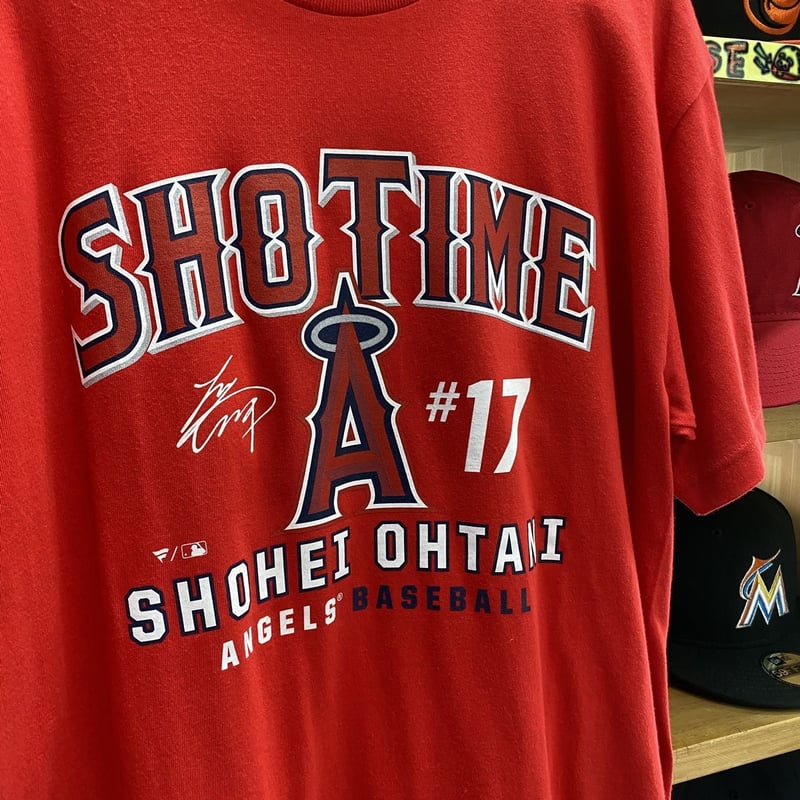 SHOTIME
A
#17
SHOHEI OHTANI
ANGELS® BASEBALL
M